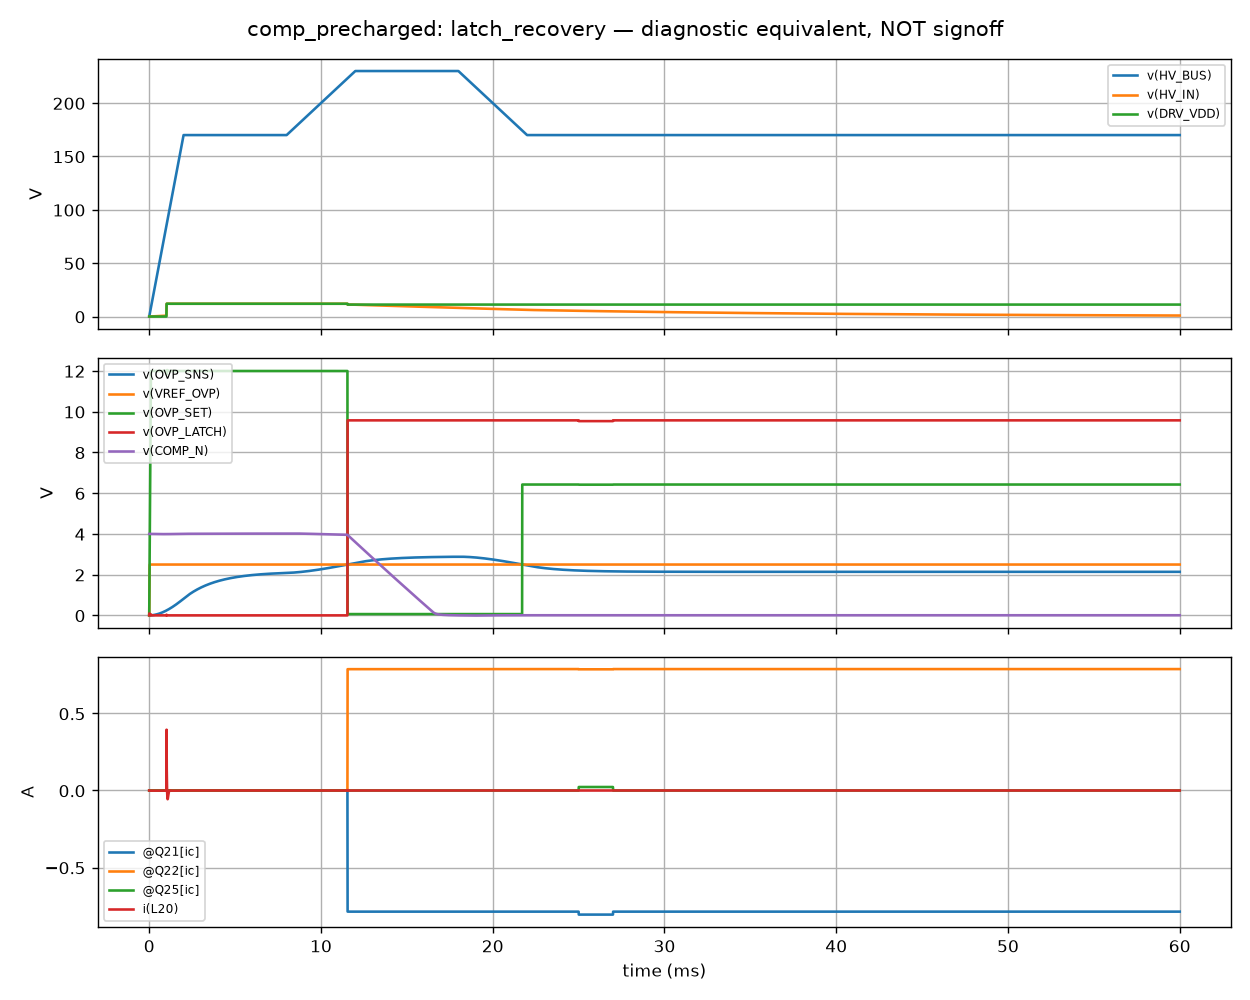 comp_precharged: latch_recovery — diagnostic equivalent, NOT signoff
200
150
100
50
0
V
v(HV_BUS)
v(HV_IN)
v(DRV_VDD)
12
10
8
6
4
2
0
V
v(OVP_SNS)
v(VREF_OVP)
v(OVP_SET)
v(OVP_LATCH)
v(COMP_N)
0.5
0.0
−0.5
A
@Q21[ic]
@Q22[ic]
@Q25[ic]
i(L20)
0 10 20 30 40 50 60
time (ms)